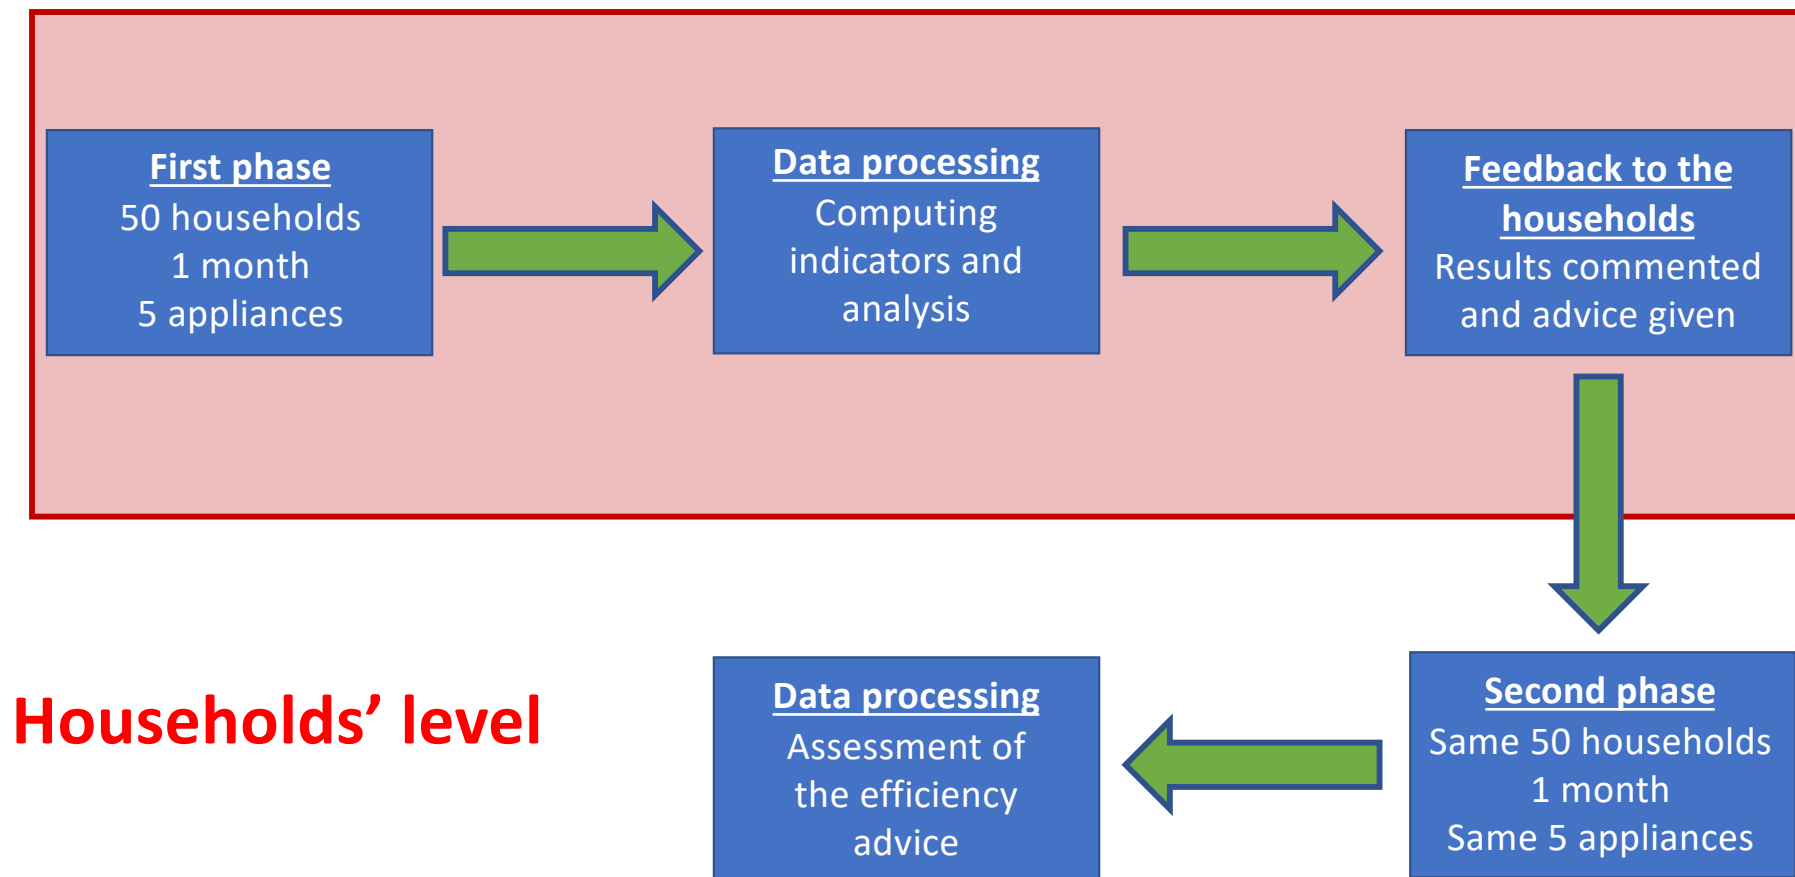 First phase
50 households
1 month
5 appliances
Data processing
Computing
indicators and
analysis
Feedback to the
households
Results commented
and advice given
Households’ level
Data processing
Assessment of
the efficiency
advice
Second phase
Same 50 households
1 month
Same 5 appliances